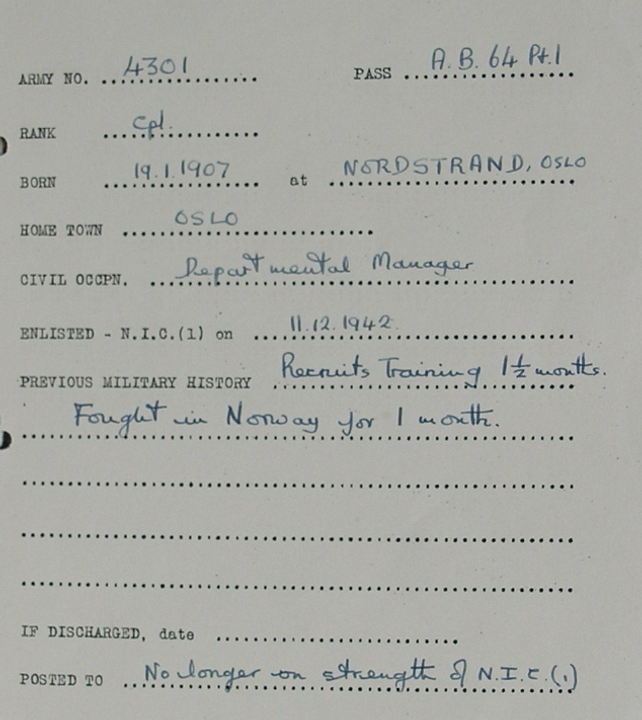 ARMY NO. 4301 PASS A.B. 64 Pt.1
RANK Cpl.
BORN 19.1.1907 at NORDSTRAND, OSLO
HOME TOWN OSLO
CIVIL OCCPN. Departmental Manager
ENLISTED - N.I.C.(1) on 11.12.1942
PREVIOUS MILITARY HISTORY Recruits Training 1½ months.
Fought in Norway for 1 month.
IF DISCHARGED, date
POSTED TO No longer on strength of N.I.C.(1)